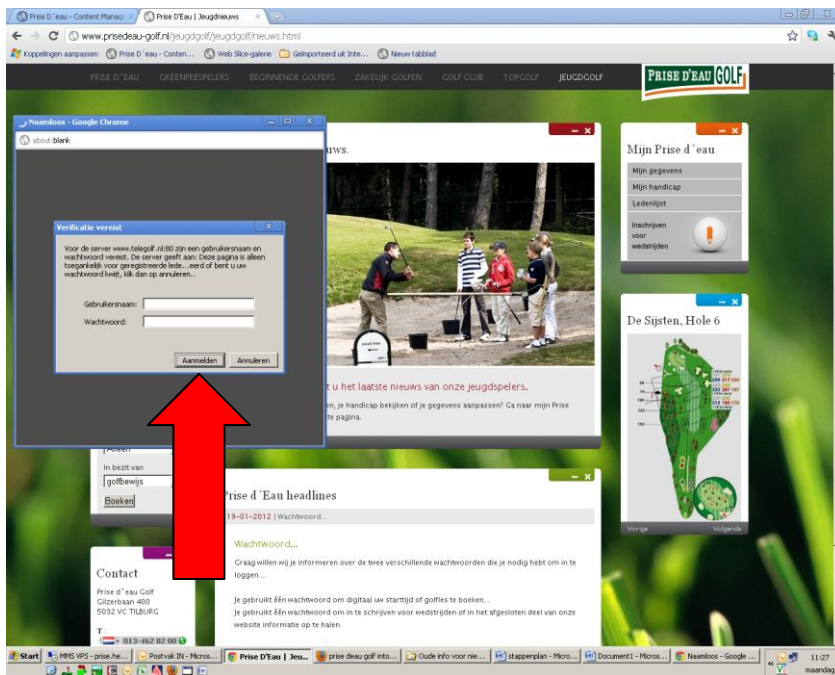 Prise D´eau - Content Manag
Prise D'Eau | Jeugdnieuws
www.prisedeau-golf.nl/jeugdgolf/jeugdgolf/nieuws.html
Koppelingen aanpassen
Prise D´eau - Conten...
Web Slice-galerie
Geïmporteerd uit Inte...
Nieuw tabblad
PRISE D´EAU GREENFEESPELERS BEGINNENDE GOLFERS ZAKELIJK GOLFEN GOLF CLUB TOPGOLF JEUGDGOLF
PRISE D'EAU GOLF
Naamloos - Google Chrome
about:blank
Verificatie vereist
Voor de server www.telegolf.nl:80 zijn een gebruikersnaam en
wachtwoord vereist. De server geeft aan: Deze pagina is alleen
toegankelijk voor geregistreerde lede...eerd of bent u uw
wachtwoord kwijt, klik dan op annuleren..
Gebruikersnaam:
Wachtwoord:
Aanmelden Annuleren
uws.
t u het laatste nieuws van onze jeugdspelers.
en, je handicap bekijken of je gegevens aanpassen? Ga naar mijn Prise
te pagina.
Mijn Prise d´eau
Mijn gegevens
Mijn handicap
Ledenlijst
Inschrijven
voor
wedstrijden
De Sijsten, Hole 6
Vorige Volgende
Alleen
In bezit van
golfbewijs
Boeken
Contact
Prise d´eau Golf
Gilzerbaan 400
5032 VC TILBURG
T:
013-462 82 00
Prise d´Eau headlines
19-01-2012 | Wachtwoord...
Wachtwoord...
Graag willen wij je informeren over de twee verschillende wachtwoorden die je nodig hebt om in te
loggen....
Je gebruikt één wachtwoord om digitaal uw starttijd of golfles te boeken...
Je gebruikt één wachtwoord om in te schrijven voor wedstrijden of in het afgesloten deel van onze
website informatie op te halen.
Start
MMS VPS - prise.he...
Postvak IN - Micros...
Prise D'Eau | Jeu...
prise deau golf into...
Oude info voor nie...
stappenplan - Micro...
Document1 - Micros...
Naamloos - Google ...
11:27
maandag